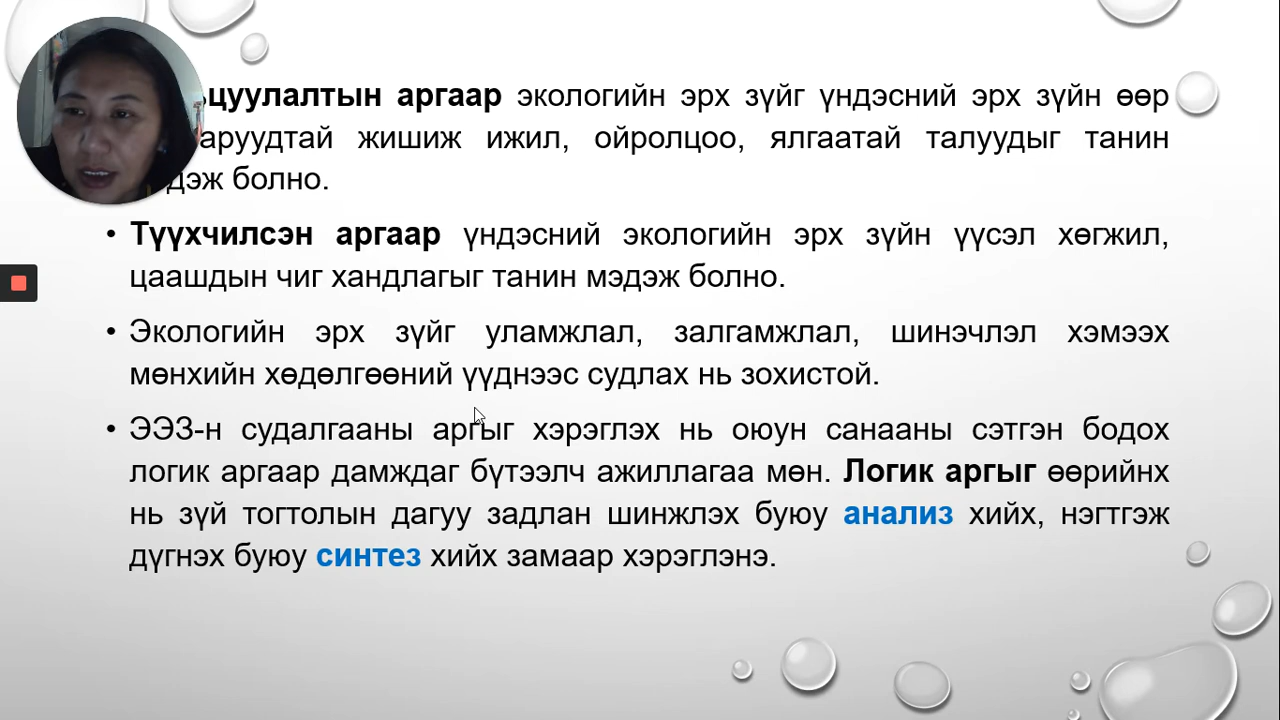 цуулалтын аргаар экологийн эрх зүйг үндэсний эрх зүйн өөр
аруудтай жишиж ижил, ойролцоо, ялгаатай талуудыг танин
дэж болно.
• Түүхчилсэн аргаар үндэсний экологийн эрх зүйн үүсэл хөгжил,
цаашдын чиг хандлагыг танин мэдэж болно.
• Экологийн эрх зүйг уламжлал, залгамжлал, шинэчлэл хэмээх
мөнхийн хөдөлгөөний үүднээс судлах нь зохистой.
• ЭЭЗ-н судалгааны аргыг хэрэглэх нь оюун санааны сэтгэн бодох
логик аргаар дамждаг бүтээлч ажиллагаа мөн. Логик аргыг өөрийнх
нь зүй тогтолын дагуу задлан шинжлэх буюу анализ хийх, нэгтгэж
дүгнэх буюу синтез хийх замаар хэрэглэнэ.